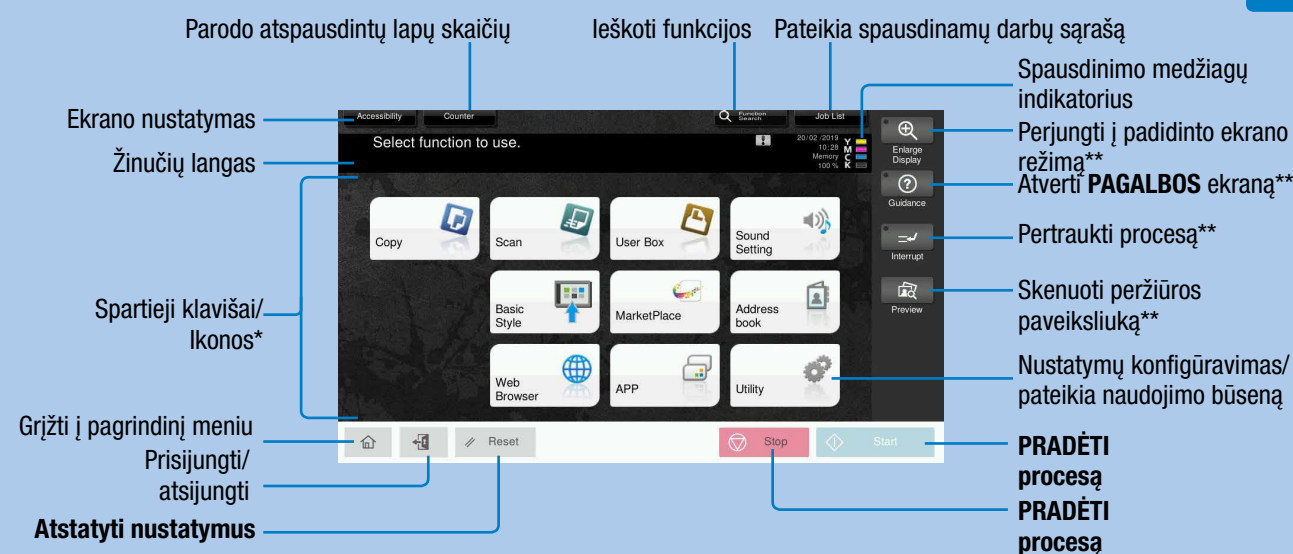 Parodo atspausdintų lapų skaičių
Ieškoti funkcijos
Pateikia spausdinamų darbų sąrašą
Ekrano nustatymas
Žinučių langas
Spartieji klavišai/
Ikonos*
Grįžti į pagrindinį meniu
Prisijungti/
atsijungti
Atstatyti nustatymus
Accessibility
Counter
Function
Search
Job List
Select function to use.
20/02 /2019
10:28
Memory
100 %
Y
M
C
K
Copy
Scan
User Box
Sound
Setting
Basic
Style
MarketPlace
Address
book
Web
Browser
APP
Utility
Reset
Stop
Start
Enlarge
Display
Guidance
Interrupt
Preview
Spausdinimo medžiagų
indikatorius
Perjungti į padidinto ekrano
režimą**
Atverti PAGALBOS ekraną**
Pertraukti procesą**
Skenuoti peržiūros
paveiksliuką**
Nustatymų konfigūravimas/
pateikia naudojimo būseną
PRADĖTI
procesą
PRADĖTI
procesą